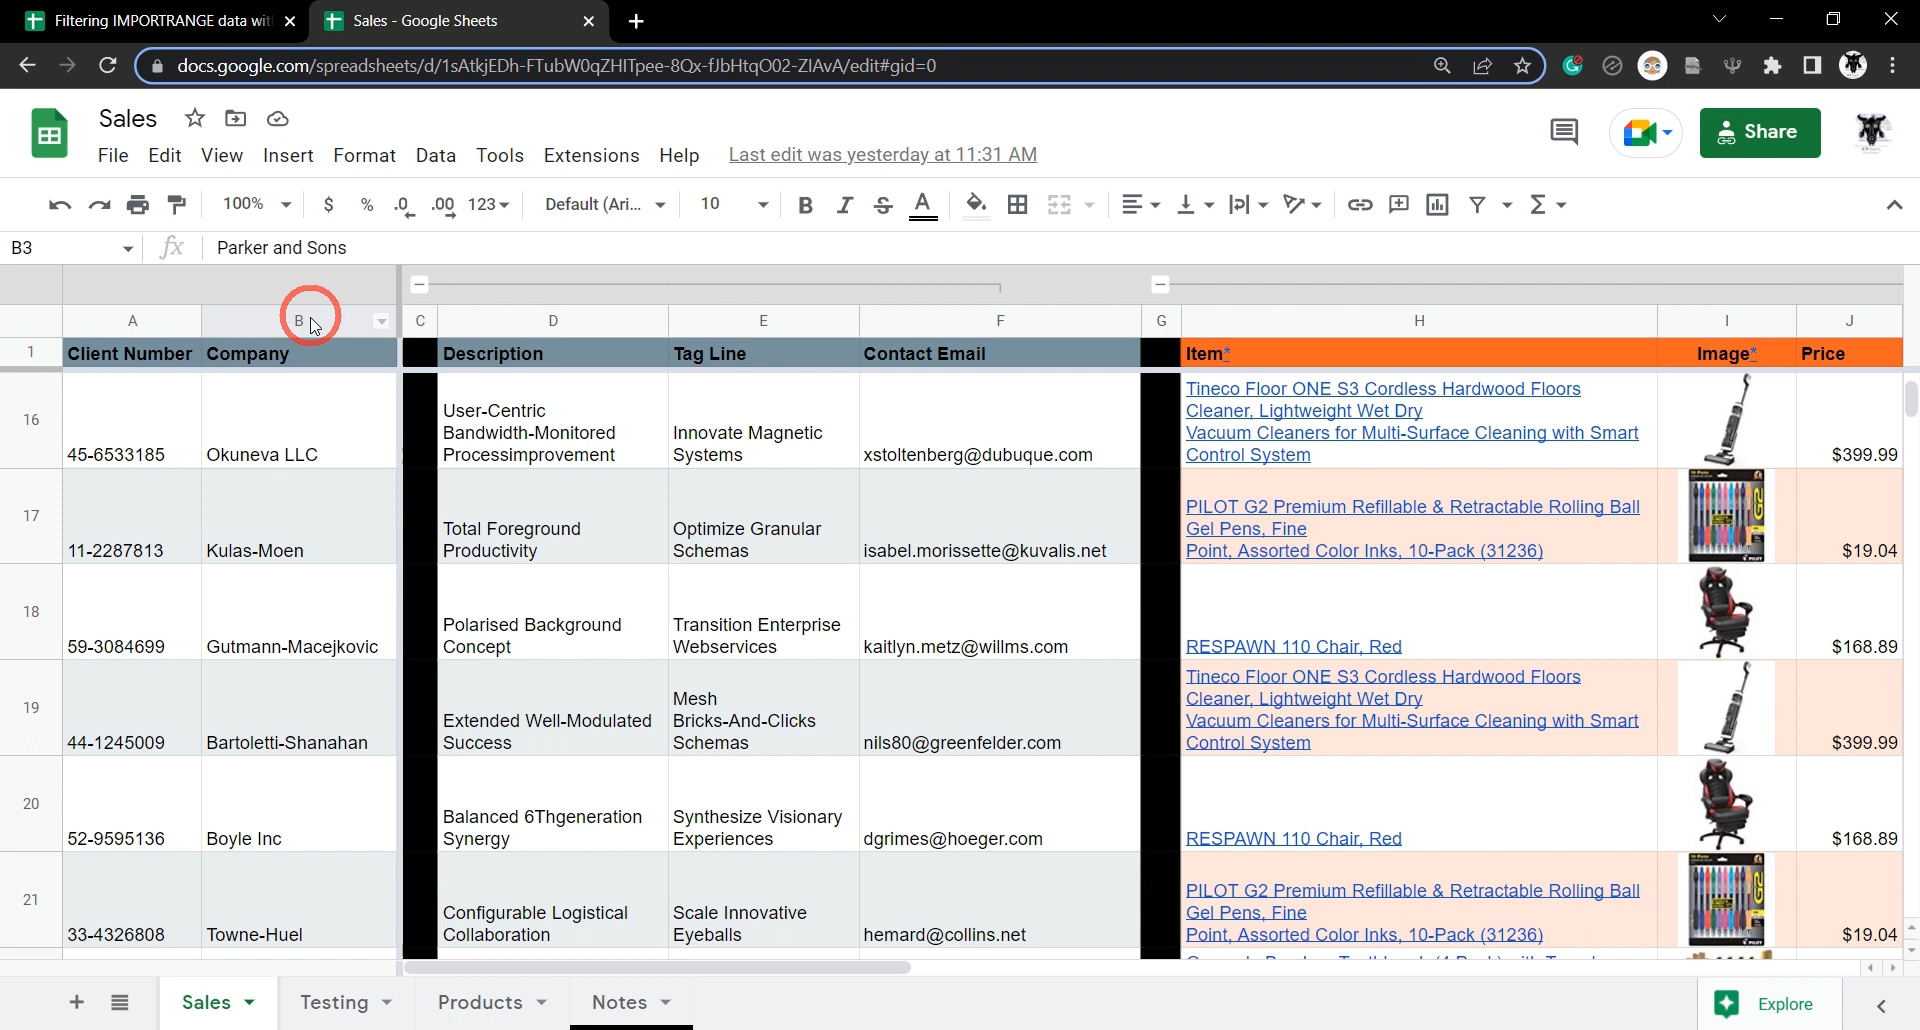 Filtering IMPORTRANGE data wit
Sales - Google Sheets
docs.google.com/spreadsheets/d/1sAtkjEDh-FTubW0qZHITpee-8Qx-fJbHtqO02-ZIAvA/edit#gid=0
Sales
File Edit View Insert Format Data Tools Extensions Help Last edit was yesterday at 11:31 AM
Share
100% $ % .0 .00 123 Default (Ari... 10 B I S A
B3 fx Parker and Sons
A B C D E F G H I J
1 Client Number Company Description Tag Line Contact Email Item* Image* Price
16 45-6533185 Okuneva LLC User-Centric
Bandwidth-Monitored
Processimprovement Innovate Magnetic
Systems xstoltenberg@dubuque.com Tineco Floor ONE S3 Cordless Hardwood Floors
Cleaner, Lightweight Wet Dry
Vacuum Cleaners for Multi-Surface Cleaning with Smart
Control System $399.99
17 11-2287813 Kulas-Moen Total Foreground
Productivity Optimize Granular
Schemas isabel.morissette@kuvalis.net PILOT G2 Premium Refillable & Retractable Rolling Ball
Gel Pens, Fine
Point, Assorted Color Inks, 10-Pack (31236) $19.04
18 59-3084699 Gutmann-Macejkovic Polarised Background
Concept Transition Enterprise
Webservices kaitlyn.metz@willms.com RESPAWN 110 Chair, Red $168.89
19 44-1245009 Bartoletti-Shanahan Extended Well-Modulated
Success Mesh
Bricks-And-Clicks
Schemas nils80@greenfelder.com Tineco Floor ONE S3 Cordless Hardwood Floors
Cleaner, Lightweight Wet Dry
Vacuum Cleaners for Multi-Surface Cleaning with Smart
Control System $399.99
20 52-9595136 Boyle Inc Balanced 6Thgeneration
Synergy Synthesize Visionary
Experiences dgrimes@hoeger.com RESPAWN 110 Chair, Red $168.89
21 33-4326808 Towne-Huel Configurable Logistical
Collaboration Scale Innovative
Eyeballs hemard@collins.net PILOT G2 Premium Refillable & Retractable Rolling Ball
Gel Pens, Fine
Point, Assorted Color Inks, 10-Pack (31236) $19.04
Sales Testing Products Notes Explore